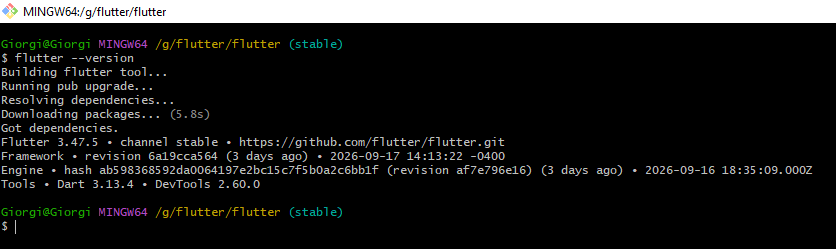 MINGW64:/g/flutter/flutter
Giorgi@Giorgi MINGW64 /g/flutter/flutter (stable)
$ flutter --version
Building flutter tool...
Running pub upgrade...
Resolving dependencies...
Downloading packages... (5.8s)
Got dependencies.
Flutter 3.47.5 • channel stable • https://github.com/flutter/flutter.git
Framework • revision 6a19cca564 (3 days ago) • 2026-09-17 14:13:22 -0400
Engine • hash ab598368592da0064197e2bc15c7f5b0a2c6bb1f (revision af7e796e16) (3 days ago) • 2026-09-16 18:35:09.000Z
Tools • Dart 3.13.4 • DevTools 2.60.0
Giorgi@Giorgi MINGW64 /g/flutter/flutter (stable)
$